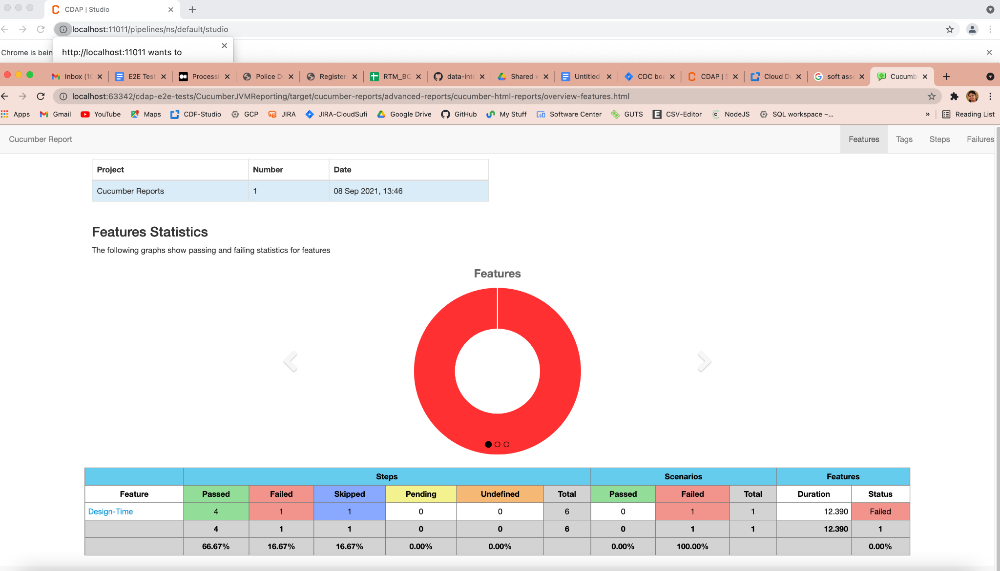 CDAP | Studio
localhost:11011/pipelines/ns/default/studio
Chrome is bein
http://localhost:11011 wants to
Inbox (1 E2E Test Processi Police D Register RTM_BQ data-inte Shared Untitled CDC boa CDAP | S Cloud D soft ass Cucumb
localhost:63342/cdap-e2e-tests/CucumberJVMReporting/target/cucumber-reports/advanced-reports/cucumber-html-reports/overview-features.html
Apps Gmail YouTube Maps CDF-Studio GCP JIRA JIRA-CloudSufi Google Drive GitHub My Stuff Software Center GUTS CSV-Editor NodeJS SQL workspace –... » Reading List
Cucumber Report Features Tags Steps Failures
Project Number Date
Cucumber Reports 1 08 Sep 2021, 13:46
Features Statistics
The following graphs show passing and failing statistics for features
Features
Steps Scenarios Features
Feature Passed Failed Skipped Pending Undefined Total Passed Failed Total Duration Status
Design-Time 4 1 1 0 0 6 0 1 1 12.390 Failed
4 1 1 0 0 6 0 1 1 12.390 1
66.67% 16.67% 16.67% 0.00% 0.00% 0.00% 100.00% 0.00%